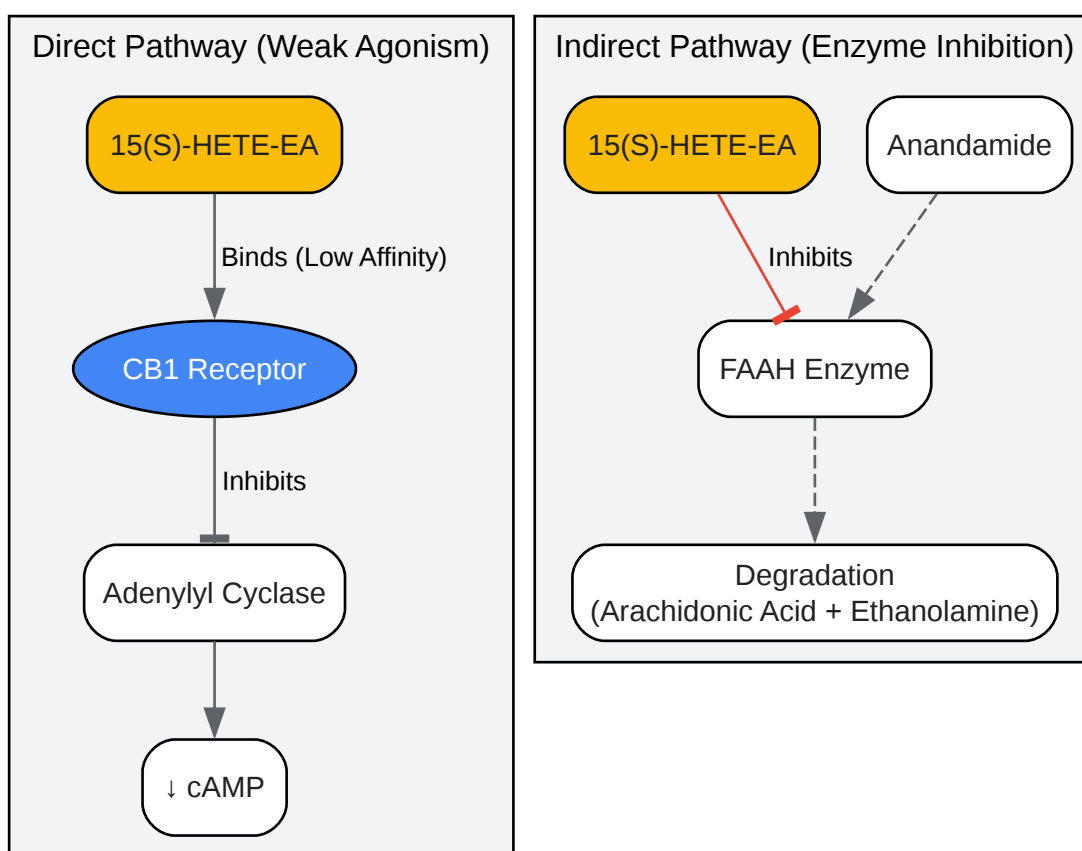 Direct Pathway (Weak Agonism)
15(S)-HETE-EA
Binds (Low Affinity)
CB1 Receptor
Inhibits
Adenylyl Cyclase
↓ cAMP
Indirect Pathway (Enzyme Inhibition)
15(S)-HETE-EA
Anandamide
Inhibits
FAAH Enzyme
Degradation
(Arachidonic Acid + Ethanolamine)